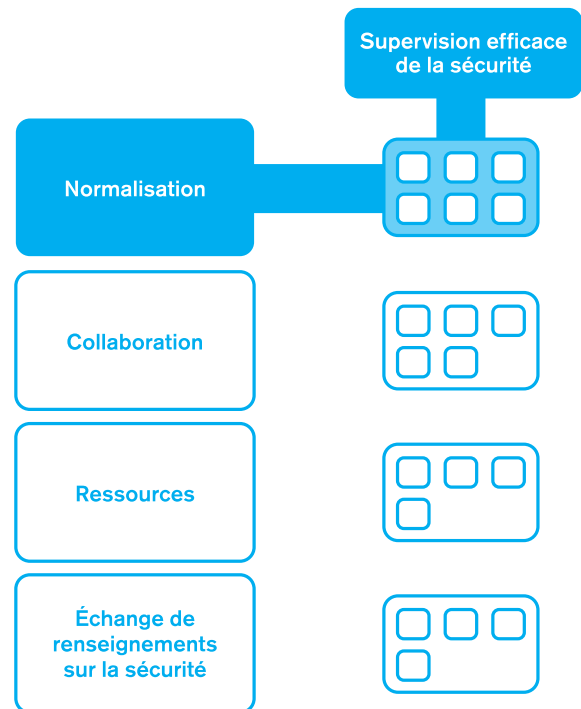 Supervision efficace
de la sécurité
Normalisation
Collaboration
Ressources
Échange de
renseignements
sur la sécurité